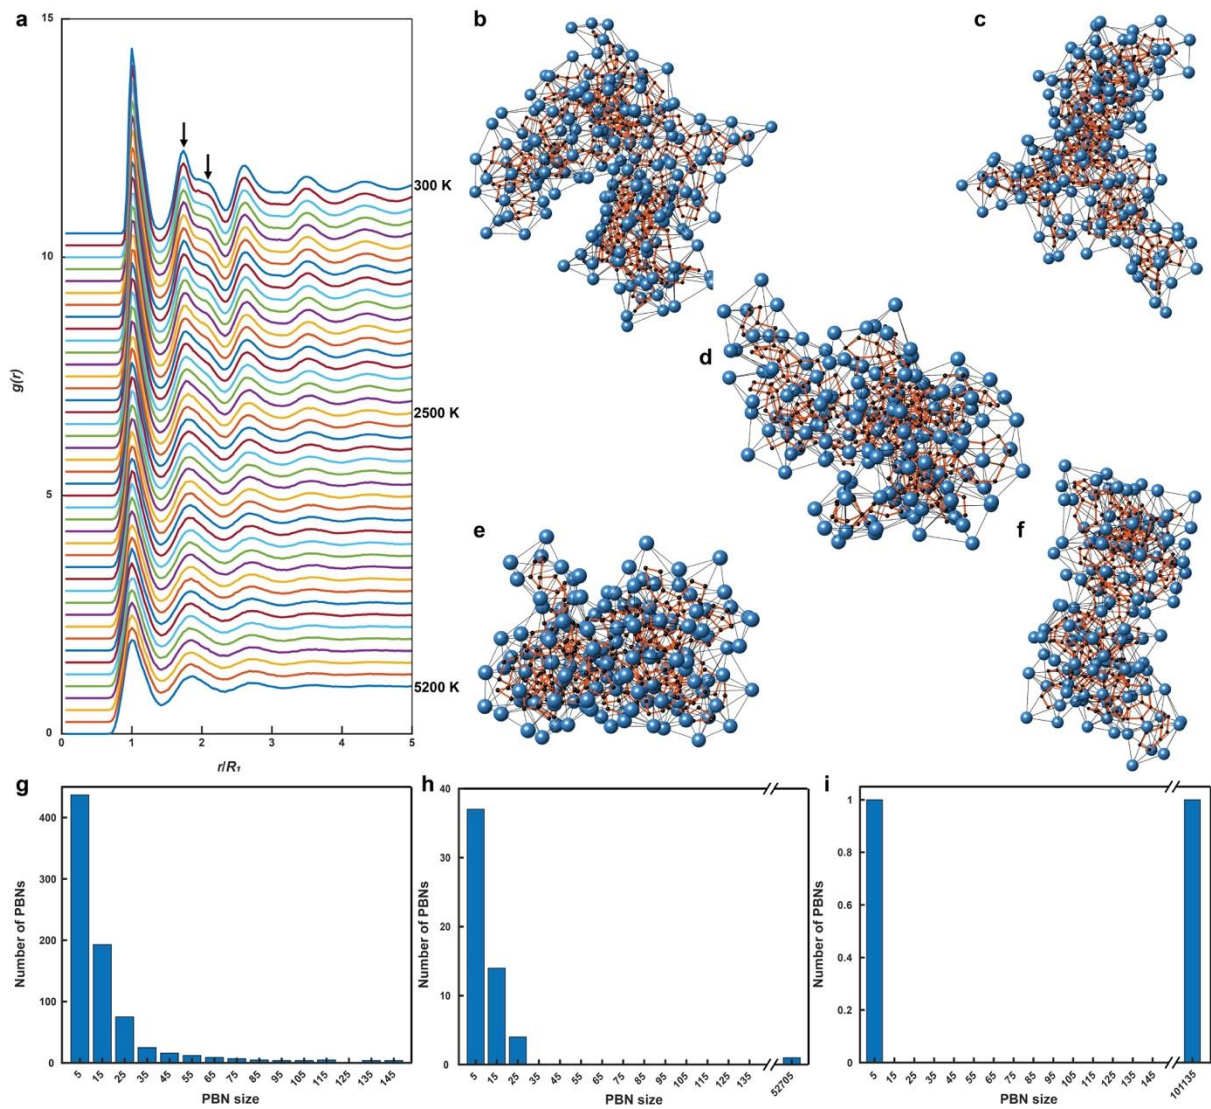 a
b
c
15
10
5
0
g(r)
300 K
2500 K
5200 K
0 1 2 3 4 5
r/R₁
d
e
f
g
h
i
Number of PBNs
400
300
200
100
0
5 15 25 35 45 55 65 75 85 95 105 115 125 135 145
PBN size
Number of PBNs
40
30
20
10
0
5 15 25 35 45 55 65 75 85 95 105 115 125 135 52705
PBN size
Number of PBNs
1
0.8
0.6
0.4
0.2
0
5 15 25 35 45 55 65 75 85 95 105 115 125 135 145 101135
PBN size